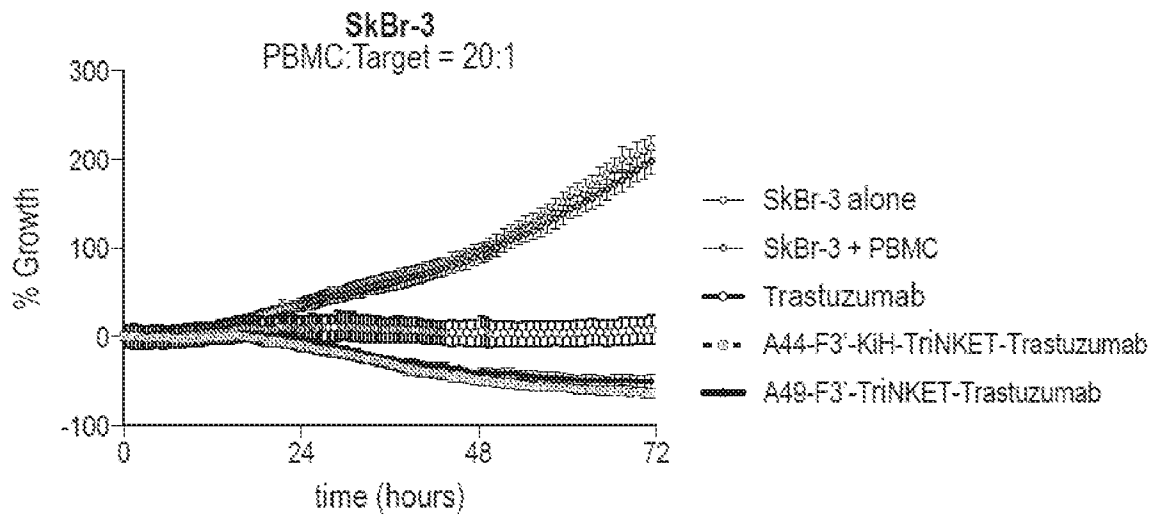 SkBr-3
PBMC:Target = 20:1
300
200
100
0
-100
% Growth
0
24
48
72
time (hours)
SkBr-3 alone
SkBr-3 + PBMC
Trastuzumab
A44-F3'-KiH-TriNKET-Trastuzumab
A49-F3'-TriNKET-Trastuzumab